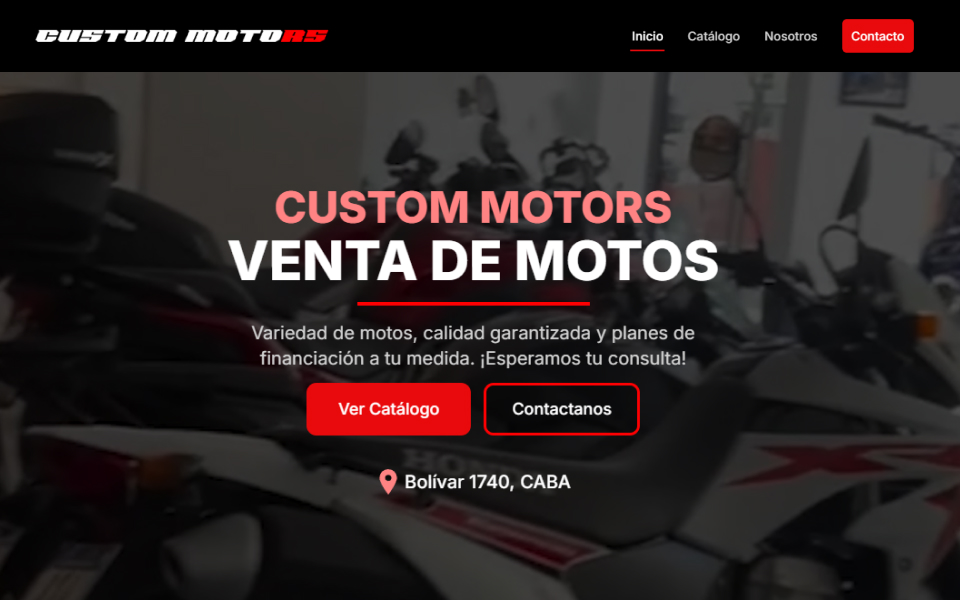 CUSTOM MOTORS
Inicio
Catálogo
Nosotros
Contacto
CUSTOM MOTORS
VENTA DE MOTOS
Variedad de motos, calidad garantizada y planes de
financiación a tu medida. ¡Esperamos tu consulta!
Ver Catálogo
Contactanos
HONDA
Bolívar 1740, CABA